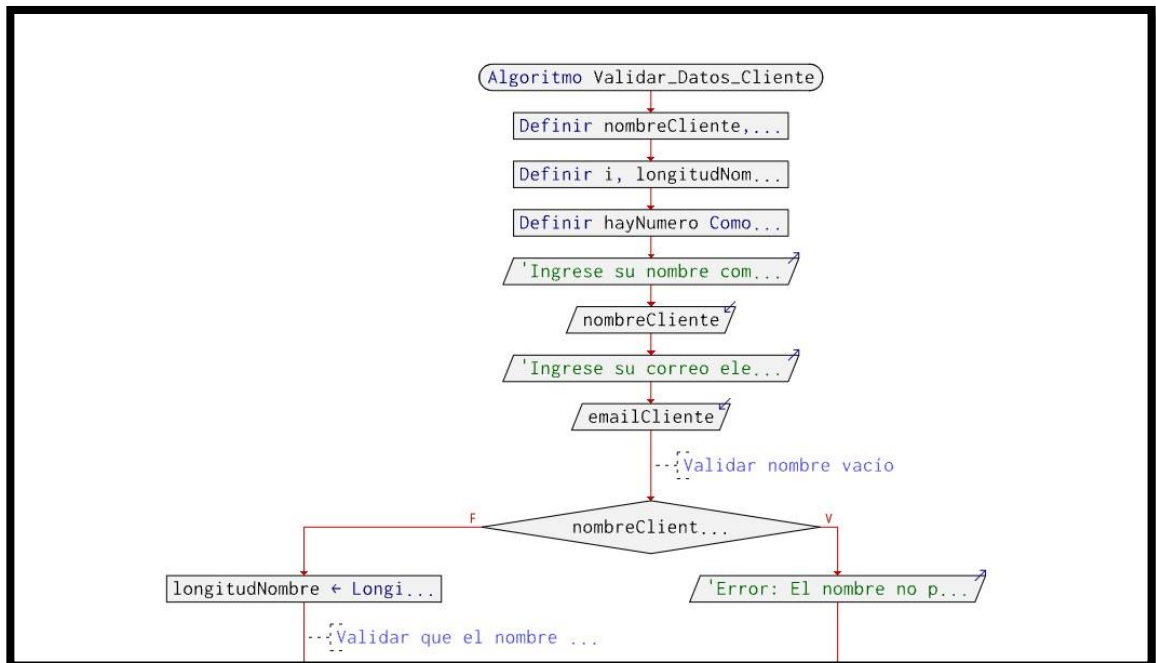 Algoritmo Validar_Datos_Cliente
Definir nombreCliente,...
Definir i, longitudNom...
Definir hayNumero Como...
'Ingrese su nombre com...
nombreCliente
'Ingrese su correo ele...
emailCliente
Validar nombre vacío
F
V
nombreClient...
longitudNombre ← Longi...
'Error: El nombre no p...
Validar que el nombre ...